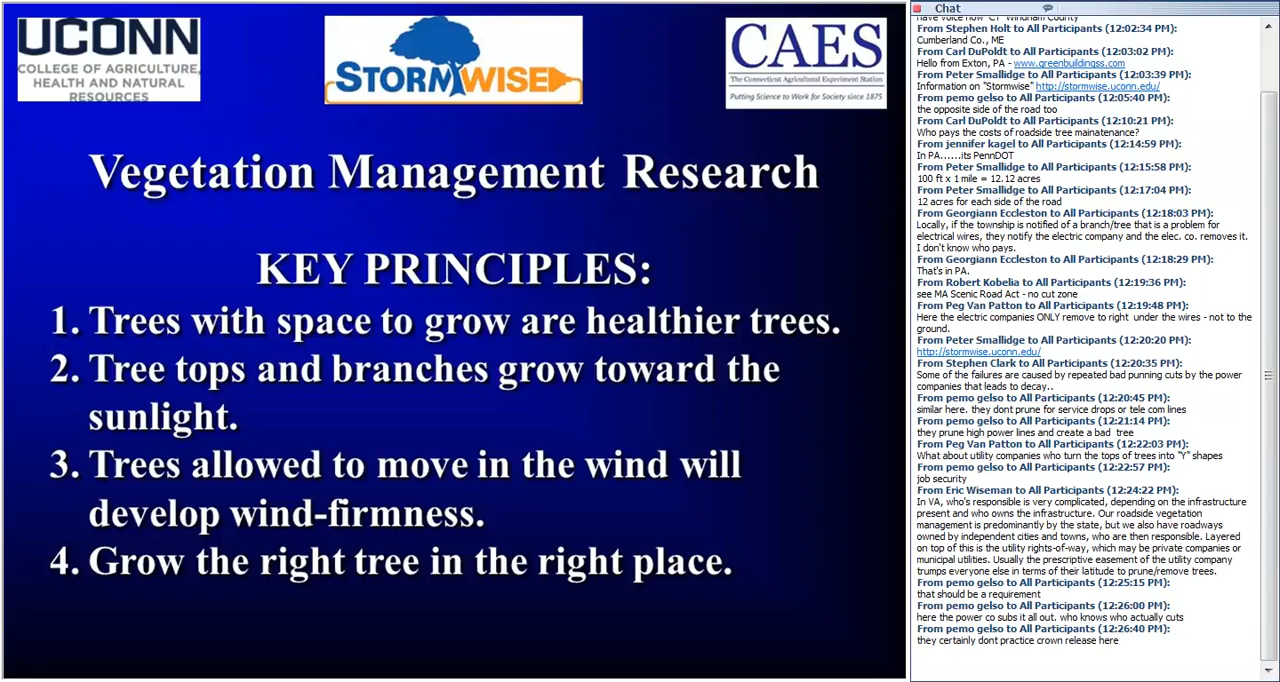 UCONN
COLLEGE OF AGRICULTURE,
HEALTH AND NATURAL
RESOURCES
STORMWISE
CAES
The Connecticut Agricultural Experiment Station
Putting Science to Work for Society since 1875
Vegetation Management Research
KEY PRINCIPLES:
1. Trees with space to grow are healthier trees.
2. Tree tops and branches grow toward the
sunlight.
3. Trees allowed to move in the wind will
develop wind-firmness.
4. Grow the right tree in the right place.
Chat
have voice now CT Windham County
From Stephen Holt to All Participants (12:02:34 PM):
Cumberland Co., ME
From Carl DuPoldt to All Participants (12:03:02 PM):
Hello from Exton, PA - www.greenbuildingss.com
From Peter Smallidge to All Participants (12:03:39 PM):
Information on "Stormwise" http://stormwise.uconn.edu/
From pemo gelso to All Participants (12:05:40 PM):
the opposite side of the road too
From Carl DuPoldt to All Participants (12:10:21 PM):
Who pays the costs of roadside tree mainatenance?
From jennifer kagel to All Participants (12:14:59 PM):
In PA......its PennDOT
From Peter Smallidge to All Participants (12:15:58 PM):
100 ft x 1 mile = 12.12 acres
From Peter Smallidge to All Participants (12:17:04 PM):
12 acres for each side of the road
From Georgiann Eccleston to All Participants (12:18:03 PM):
Locally, if the township is notified of a branch/tree that is a problem for
electrical wires, they notify the electric company and the elec. co. removes it.
I don't know who pays.
From Georgiann Eccleston to All Participants (12:18:29 PM):
That's in PA.
From Robert Kobelia to All Participants (12:19:36 PM):
see MA Scenic Road Act - no cut zone
From Peg Van Patton to All Participants (12:19:48 PM):
Here the electric companies ONLY remove to right under the wires - not to the
ground.
From Peter Smallidge to All Participants (12:20:20 PM):
http://stormwise.uconn.edu/
From Stephen Clark to All Participants (12:20:35 PM):
Some of the failures are caused by repeated bad punning cuts by the power
companies that leads to decay..
From pemo gelso to All Participants (12:20:45 PM):
similar here. they dont prune for service drops or tele com lines
From pemo gelso to All Participants (12:21:14 PM):
they prune high power lines and create a bad tree
From Peg Van Patton to All Participants (12:22:03 PM):
What about utility companies who turn the tops of trees into "Y" shapes
From pemo gelso to All Participants (12:22:57 PM):
job security
From Eric Wiseman to All Participants (12:24:22 PM):
In VA, who's responsible is very complicated, depending on the infrastructure
present and who owns the infrastructure. Our roadside vegetation
management is predominantly by the state, but we also have roadways
owned by independent cities and towns, who are then responsible. Layered
on top of this is the utility rights-of-way, which may be private companies or
municipal utilities. Usually the prescriptive easement of the utility company
trumps everyone else in terms of their latitude to prune/remove trees.
From pemo gelso to All Participants (12:25:15 PM):
that should be a requirement
From pemo gelso to All Participants (12:26:00 PM):
here the power co subs it all out. who knows who actually cuts
From pemo gelso to All Participants (12:26:40 PM):
they certainly dont practice crown release here